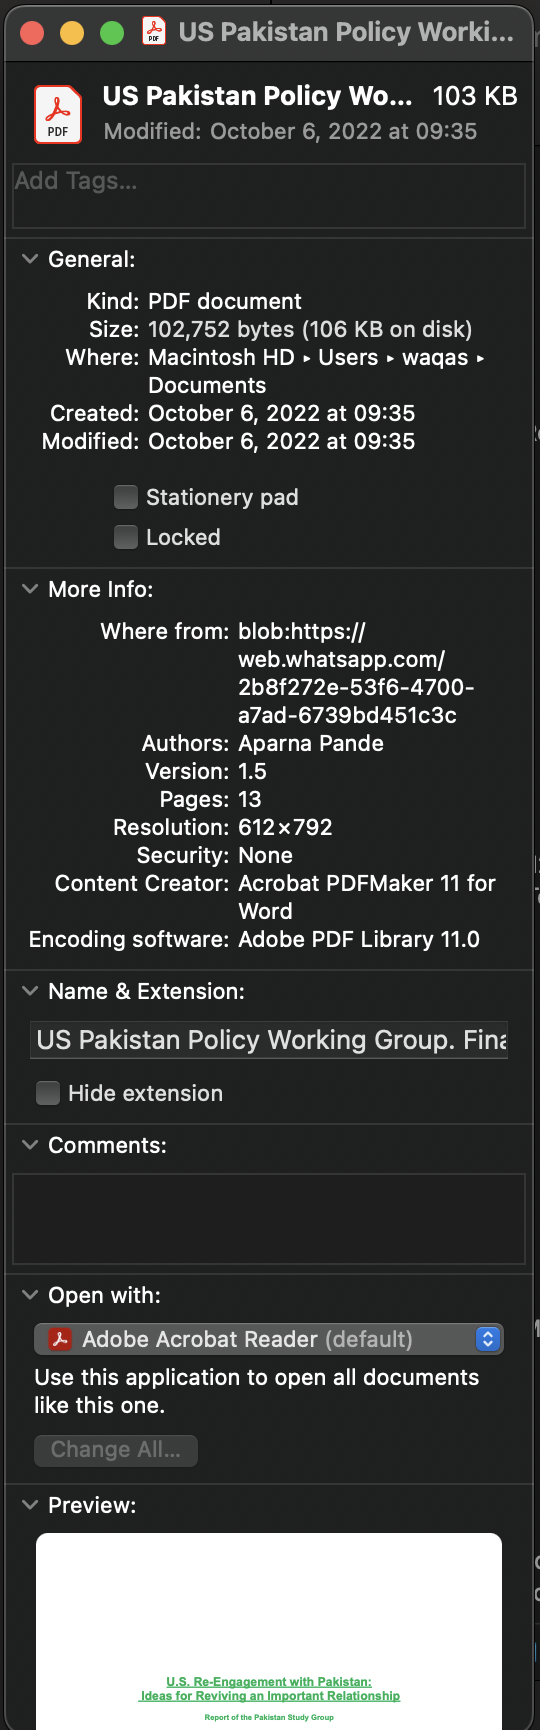 US Pakistan Policy Worki...
US Pakistan Policy Wo... 103 KB
PDF
Modified: October 6, 2022 at 09:35
Add Tags...
General:
Kind: PDF document
Size: 102,752 bytes (106 KB on disk)
Where: Macintosh HD ▸ Users ▸ waqas ▸
Documents
Created: October 6, 2022 at 09:35
Modified: October 6, 2022 at 09:35
Stationery pad
Locked
More Info:
Where from: blob:https://
web.whatsapp.com/
2b8f272e-53f6-4700-
a7ad-6739bd451c3c
Authors: Aparna Pande
Version: 1.5
Pages: 13
Resolution: 612×792
Security: None
Content Creator: Acrobat PDFMaker 11 for
Word
Encoding software: Adobe PDF Library 11.0
Name & Extension:
US Pakistan Policy Working Group. Fina
Hide extension
Comments:
Open with:
Adobe Acrobat Reader (default)
Use this application to open all documents
like this one.
Change All...
Preview:
U.S. Re-Engagement with Pakistan:
Ideas for Reviving an Important Relationship
Report of the Pakistan Study Group